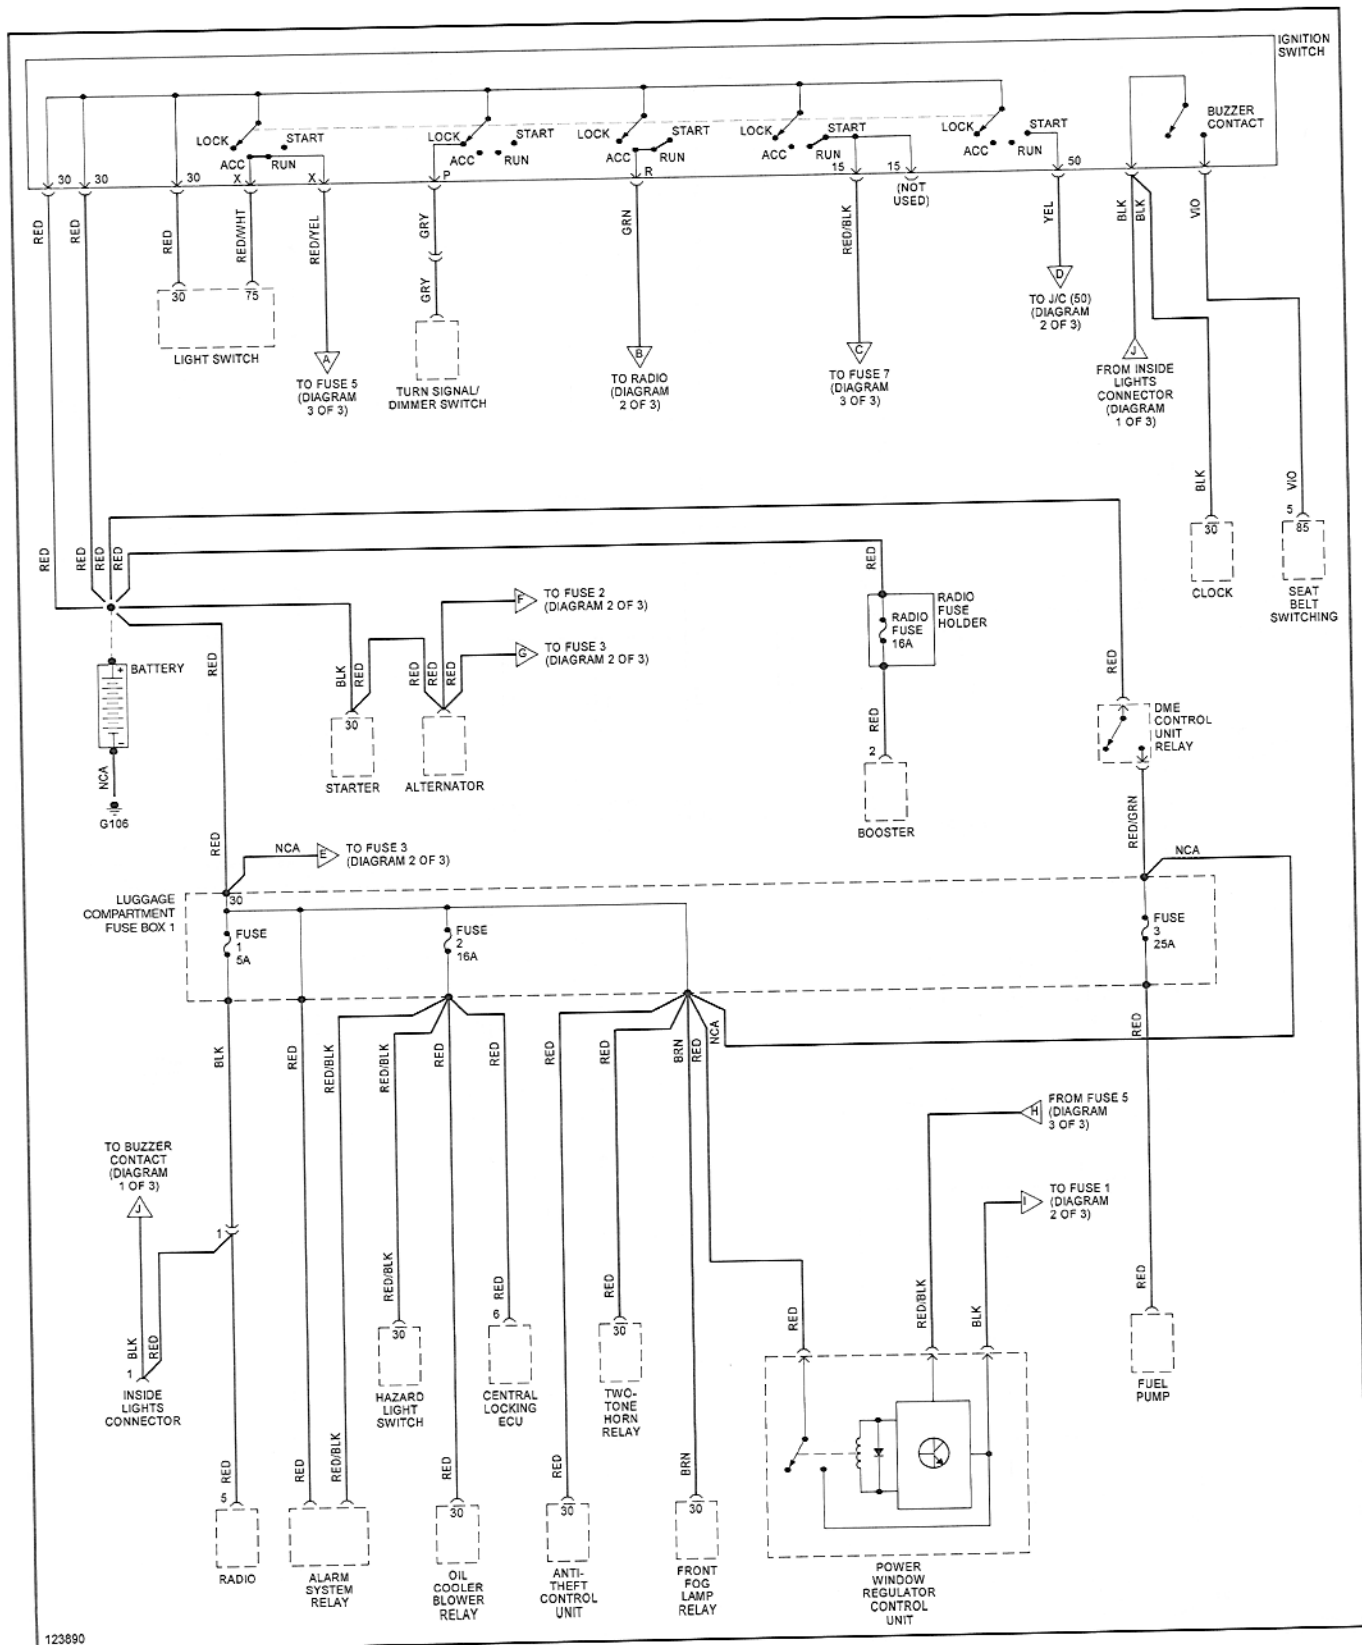 IGNITION
SWITCH
BUZZER
CONTACT
LOCK
START
ACC
RUN
LOCK
START
ACC
RUN
LOCK
START
ACC
RUN
LOCK
START
ACC
RUN
LOCK
START
ACC
RUN
30
30
30
X
X
P
R
15
15
(NOT
USED)
50
RED
RED
RED
RED/WHT
RED/YEL
GRY
GRN
RED/BLK
YEL
BLK
BLK
VIO
30
75
LIGHT SWITCH
A
TO FUSE 5
(DIAGRAM
3 OF 3)
GRY
TURN SIGNAL/
DIMMER SWITCH
B
TO RADIO
(DIAGRAM
2 OF 3)
C
TO FUSE 7
(DIAGRAM
3 OF 3)
D
TO J/C (50)
(DIAGRAM
2 OF 3)
J
FROM INSIDE
LIGHTS
CONNECTOR
(DIAGRAM
1 OF 3)
BLK
VIO
30
CLOCK
5
85
SEAT
BELT
SWITCHING
RED
RED
RED
RED
RED
BATTERY
+
-
NCA
G106
RED
F
TO FUSE 2
(DIAGRAM 2 OF 3)
G
TO FUSE 3
(DIAGRAM 2 OF 3)
BLK
RED
RED
RED
RED
30
STARTER
ALTERNATOR
RADIO
FUSE
HOLDER
RADIO
FUSE
16A
RED
2
BOOSTER
RED
DME
CONTROL
UNIT
RELAY
RED/GRN
NCA
RED
NCA
E
TO FUSE 3
(DIAGRAM 2 OF 3)
LUGGAGE
COMPARTMENT
FUSE BOX 1
30
FUSE
1
5A
FUSE
2
16A
FUSE
3
25A
BLK
RED
RED/BLK
RED/BLK
RED
RED
RED
RED
BRN
RED
NCA
RED
H
FROM FUSE 5
(DIAGRAM
3 OF 3)
I
TO FUSE 1
(DIAGRAM
2 OF 3)
TO BUZZER
CONTACT
(DIAGRAM
1 OF 3)
J
1
BLK
RED
1
INSIDE
LIGHTS
CONNECTOR
RED/BLK
30
HAZARD
LIGHT
SWITCH
RED
6
CENTRAL
LOCKING
ECU
RED
30
TWO-
TONE
HORN
RELAY
RED
RED/BLK
BLK
RED
FUEL
PUMP
RED
5
RADIO
RED
RED/BLK
ALARM
SYSTEM
RELAY
RED
30
OIL
COOLER
BLOWER
RELAY
RED
30
ANTI-
THEFT
CONTROL
UNIT
BRN
30
FRONT
FOG
LAMP
RELAY
POWER
WINDOW
REGULATOR
CONTROL
UNIT
123890